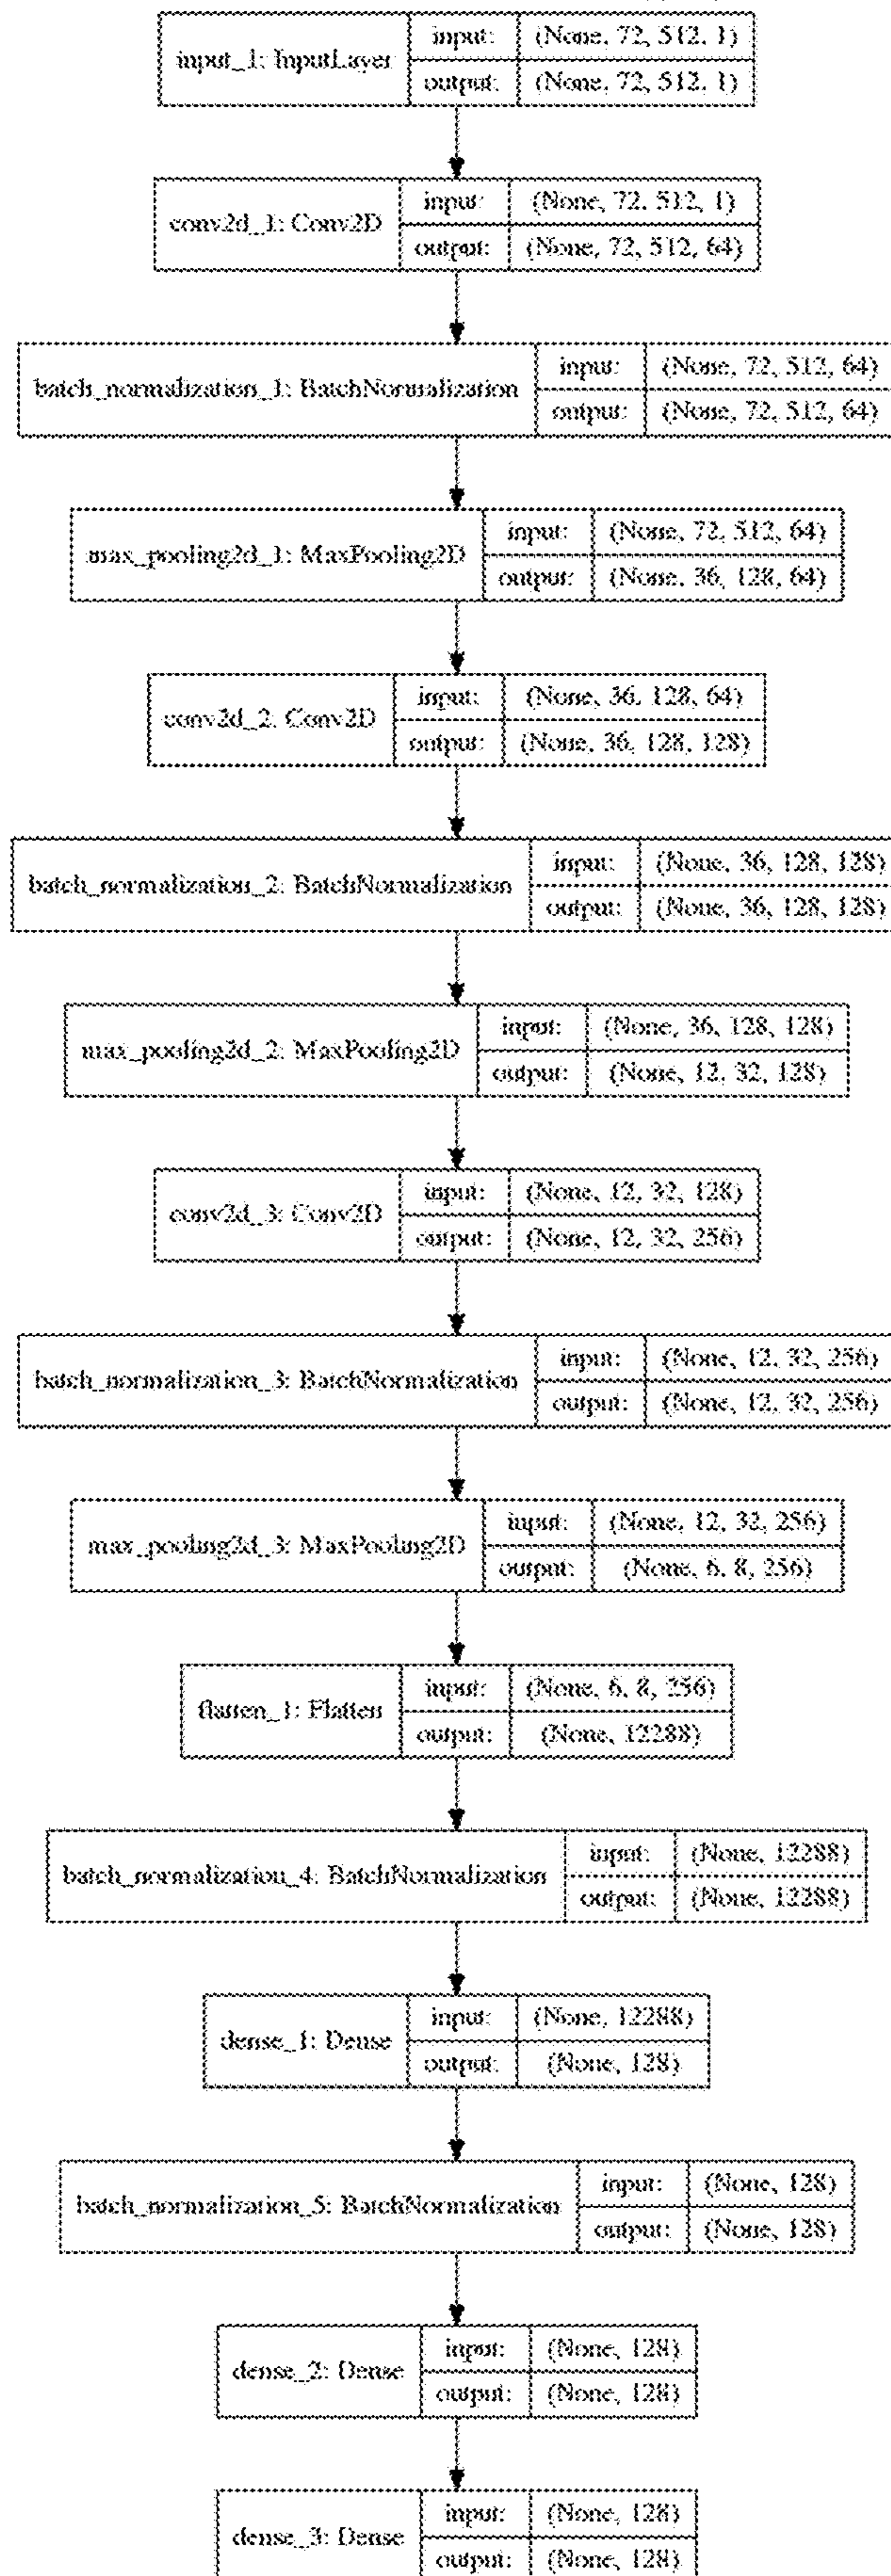 input_1: InputLayer
input: (None, 72, 512, 1)
output: (None, 72, 512, 1)
conv2d_1: Conv2D
input: (None, 72, 512, 1)
output: (None, 72, 512, 64)
batch_normalization_1: BatchNormalization
input: (None, 72, 512, 64)
output: (None, 72, 512, 64)
max_pooling2d_1: MaxPooling2D
input: (None, 72, 512, 64)
output: (None, 36, 128, 64)
conv2d_2: Conv2D
input: (None, 36, 128, 64)
output: (None, 36, 128, 128)
batch_normalization_2: BatchNormalization
input: (None, 36, 128, 128)
output: (None, 36, 128, 128)
max_pooling2d_2: MaxPooling2D
input: (None, 36, 128, 128)
output: (None, 12, 32, 128)
conv2d_3: Conv2D
input: (None, 12, 32, 128)
output: (None, 12, 32, 256)
batch_normalization_3: BatchNormalization
input: (None, 12, 32, 256)
output: (None, 12, 32, 256)
max_pooling2d_3: MaxPooling2D
input: (None, 12, 32, 256)
output: (None, 6, 8, 256)
flatten_1: Flatten
input: (None, 6, 8, 256)
output: (None, 12288)
batch_normalization_4: BatchNormalization
input: (None, 12288)
output: (None, 12288)
dense_1: Dense
input: (None, 12288)
output: (None, 128)
batch_normalization_5: BatchNormalization
input: (None, 128)
output: (None, 128)
dense_2: Dense
input: (None, 128)
output: (None, 128)
dense_3: Dense
input: (None, 128)
output: (None, 128)